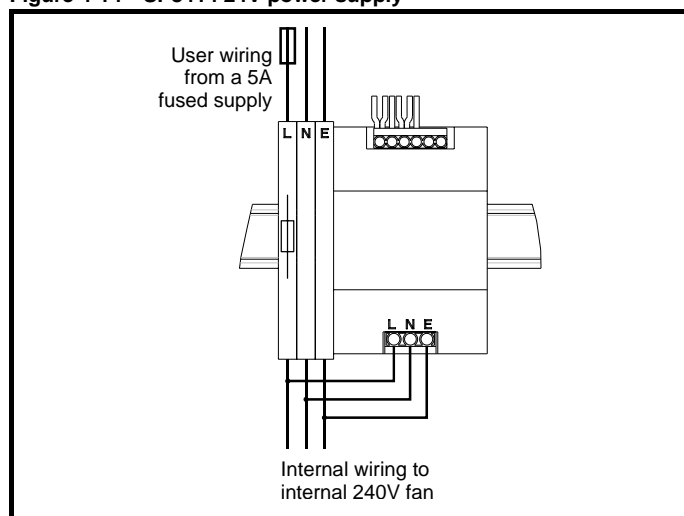 User wiring
from a 5A
fused supply
L N E
L N E
Internal wiring to
internal 240V fan